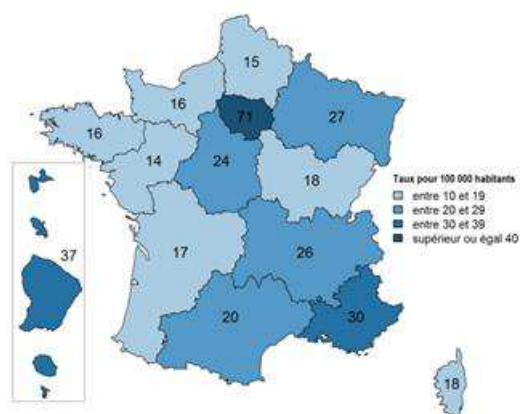 15
16
71
27
16
14
24
18
Taux pour 100 000 habitants
entre 10 et 19
entre 20 et 29
entre 30 et 39
supérieur ou égal 40
37
17
26
20
30
18